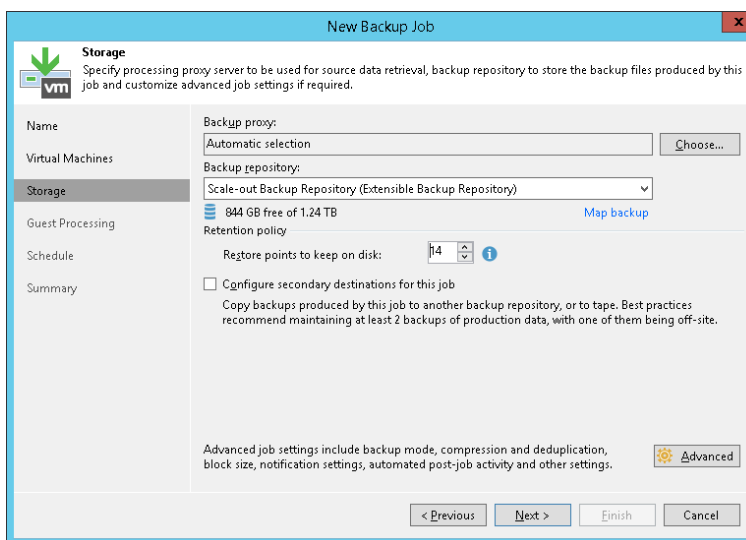 New Backup Job
x
Storage
Specify processing proxy server to be used for source data retrieval, backup repository to store the backup files produced by this
job and customize advanced job settings if required.
vm
Name
Virtual Machines
Storage
Guest Processing
Schedule
Summary
Backup proxy:
Automatic selection
Choose...
Backup repository:
Scale-out Backup Repository (Extensible Backup Repository)
844 GB free of 1.24 TB
Map backup
Retention policy
Restore points to keep on disk:
14
i
Configure secondary destinations for this job
Copy backups produced by this job to another backup repository, or to tape. Best practices
recommend maintaining at least 2 backups of production data, with one of them being off-site.
Advanced job settings include backup mode, compression and deduplication,
block size, notification settings, automated post-job activity and other settings.
Advanced
< Previous
Next >
Finish
Cancel